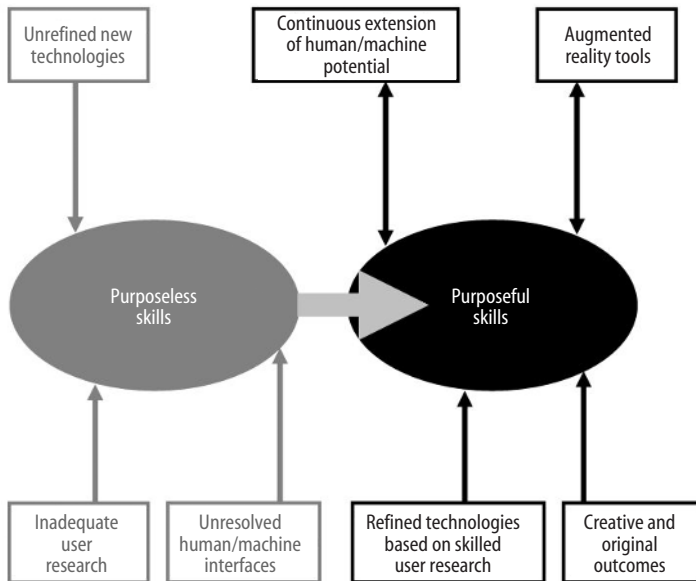 Unrefined new
technologies
Continuous extension
of human/machine
potential
Augmented
reality tools
Purposeless
skills
Purposeful
skills
Inadequate
user
research
Unresolved
human/machine
interfaces
Refined technologies
based on skilled
user research
Creative and
original
outcomes